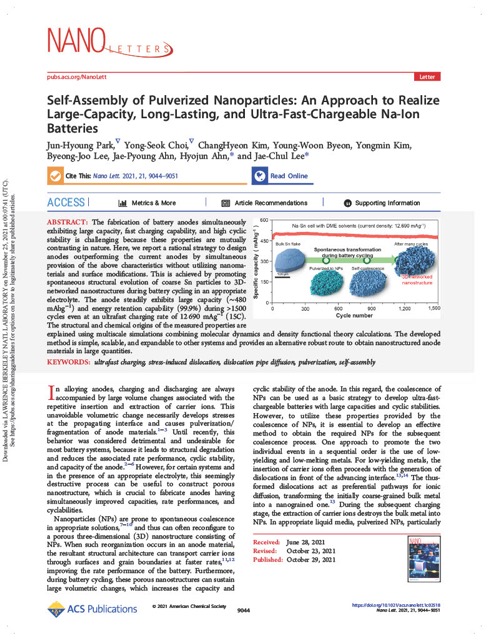 NANO LETTERS
pubs.acs.org/NanoLett
Letter
Self-Assembly of Pulverized Nanoparticles: An Approach to Realize
Large-Capacity, Long-Lasting, and Ultra-Fast-Chargeable Na-Ion
Batteries
Jun-Hyoung Park,∇ Yong-Seok Choi,∇ ChangHyeon Kim, Young-Woon Byeon, Yongmin Kim,
Byeong-Joo Lee, Jae-Pyoung Ahn, Hyojun Ahn,* and Jae-Chul Lee*
Cite This: Nano Lett. 2021, 21, 9044–9051
Read Online
ACCESS
Metrics & More
Article Recommendations
Supporting Information
ABSTRACT: The fabrication of battery anodes simultaneously
exhibiting large capacity, fast charging capability, and high cyclic
stability is challenging because these properties are mutually
contrasting in nature. Here, we report a rational strategy to design
anodes outperforming the current anodes by simultaneous
provision of the above characteristics without utilizing nanoma-
terials and surface modifications. This is achieved by promoting
spontaneous structural evolution of coarse Sn particles to 3D-
networked nanostructures during battery cycling in an appropriate
electrolyte. The anode steadily exhibits large capacity (∼480
mAhg⁻¹) and energy retention capability (99.9%) during >1500
cycles even at an ultrafast charging rate of 12 690 mAg⁻¹ (15C).
The structural and chemical origins of the measured properties are
explained using multiscale simulations combining molecular dynamics and density functional theory calculations. The developed
method is simple, scalable, and expandable to other systems and provides an alternative robust route to obtain nanostructured anode
materials in large quantities.
Na Sn cell with DME solvents (current density: 12,690 mA/g)
Bulk Sn flake
Spontaneous transformation
during battery cycling
After many cycles
Pulverized to NPs
Self-coalescence
nanostructure
Specific capacity ( mAhg⁻¹)
600
450
300
150
0
0
300
600
900
1,200
1,500
Cycle number
KEYWORDS: ultrafast charging, stress-induced dislocation, dislocation pipe diffusion, pulverization, self-assembly
In alloying anodes, charging and discharging are always
accompanied by large volume changes associated with the
repetitive insertion and extraction of carrier ions. This
unavoidable volumetric change necessarily develops stresses
at the propagating interface and causes pulverization/
fragmentation of anode materials.¹⁻³ Until recently, this
behavior was considered detrimental and undesirable for
most battery systems, because it leads to structural degradation
and reduces the associated rate performance, cyclic stability,
and capacity of the anode.²⁻⁶ However, for certain systems and
in the presence of an appropriate electrolyte, this seemingly
destructive process can be useful to construct porous
nanostructure, which is crucial to fabricate anodes having
simultaneously improved capacities, rate performances, and
cyclabilities.
Nanoparticles (NPs) are prone to spontaneous coalescence
in appropriate solutions,⁷⁻¹⁰ and thus can often reconfigure to
a porous three-dimensional (3D) nanostructure consisting of
NPs. When such reorganization occurs in an anode material,
the resultant structural architecture can transport carrier ions
through surfaces and grain boundaries at faster rates,¹¹,¹²
improving the rate performance of the battery. Furthermore,
during battery cycling, these porous nanostructures can sustain
large volumetric changes, which increases the capacity and
cyclic stability of the anode. In this regard, the coalescence of
NPs can be used as a basic strategy to develop ultra-fast-
chargeable batteries with large capacities and cyclic stabilities.
However, to utilize these properties provided by the
coalescence of NPs, it is essential to develop an effective
method to obtain the required NPs for the subsequent
coalescence process. One approach to promote the two
individual events in a sequential order is the use of low-
yielding and low-melting metals. For low-yielding metals, the
insertion of carrier ions often proceeds with the generation of
dislocations in front of the advancing interface.¹³,¹⁴ The thus-
formed dislocations act as preferential pathways for ionic
diffusion, transforming the initially coarse-grained bulk metal
into a nanograined one.¹³ During the subsequent charging
stage, the extraction of carrier ions destroys the bulk metal into
NPs. In appropriate liquid media, pulverized NPs, particularly
Received: June 28, 2021
Revised: October 23, 2021
Published: October 29, 2021
ACS Publications
© 2021 American Chemical Society
9044
Nano Lett. 2021, 21, 9044–9051
Downloaded via LAWRENCE BERKELEY NATL LABORATORY on November 25, 2021 at 00:07:41 (UTC).
See https://pubs.acs.org/sharingguidelines for options on how to legitimately share published articles.